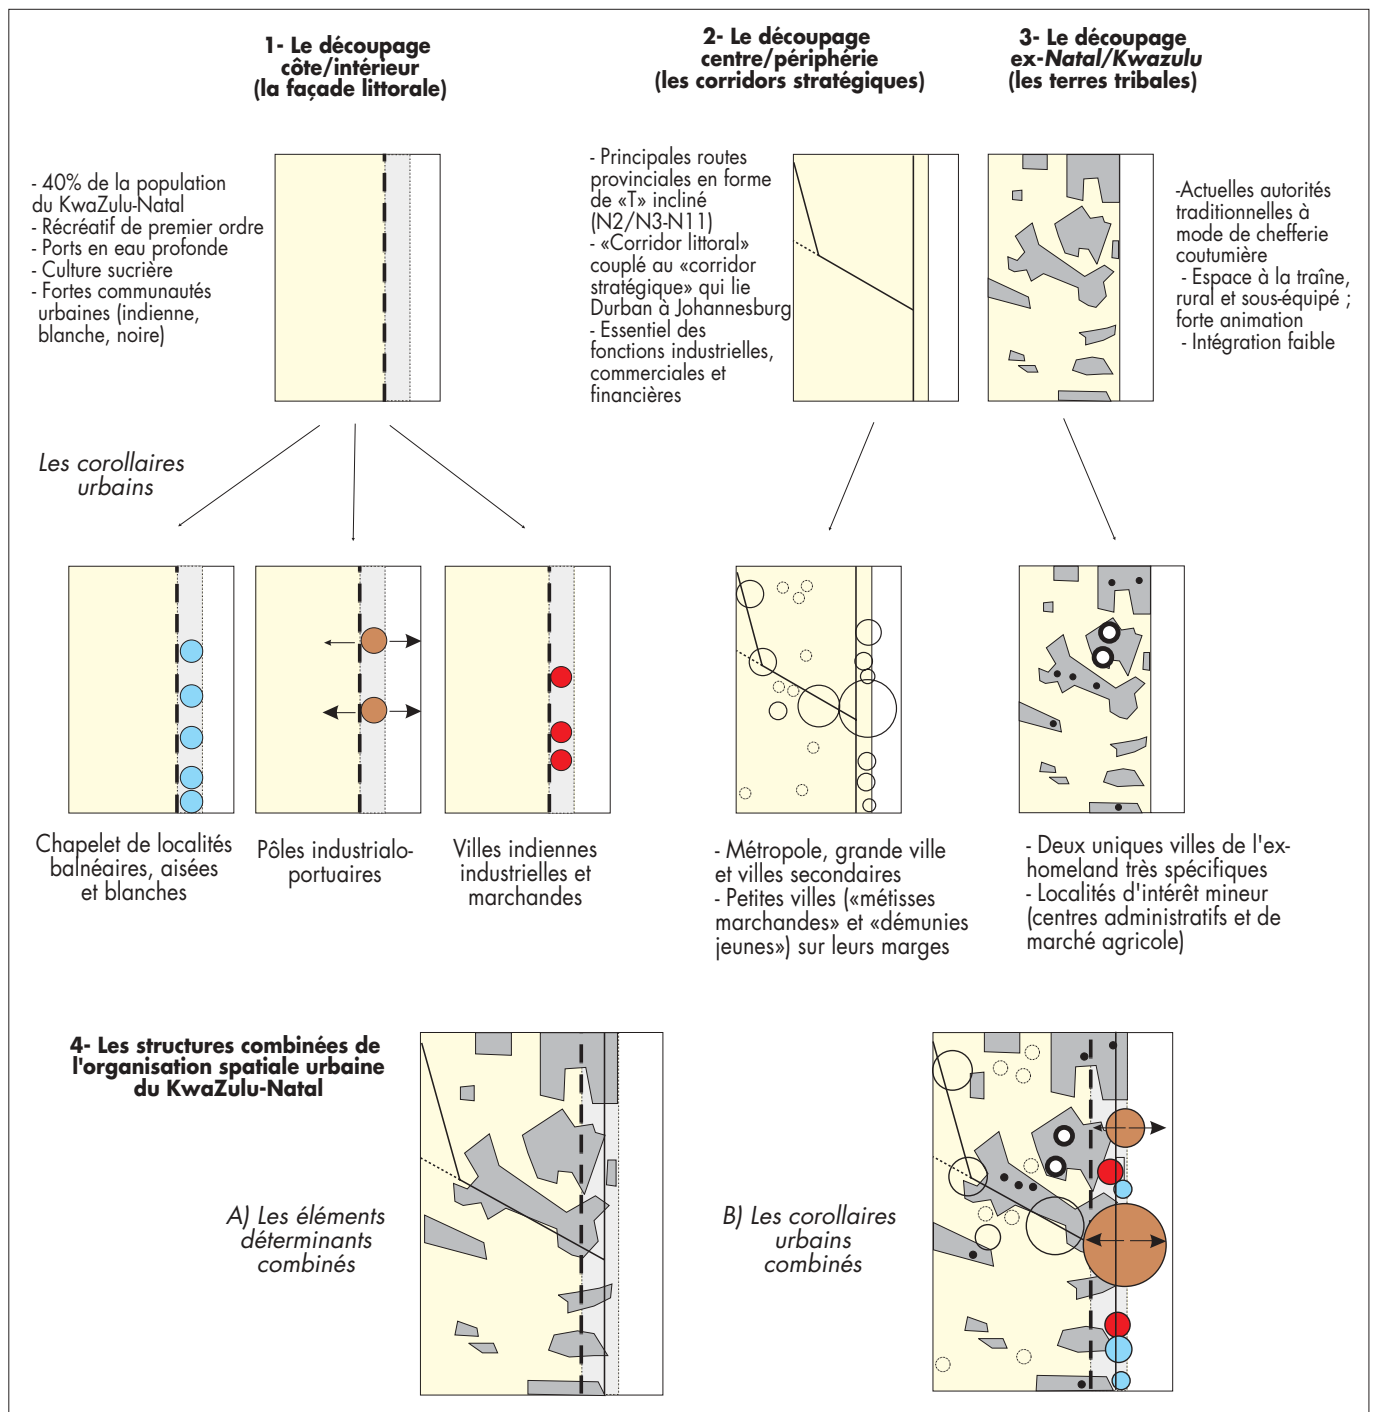 1- Le découpage
côte/intérieur
(la façade littorale)
2- Le découpage
centre/périphérie
(les corridors stratégiques)
3- Le découpage
ex-Natal/Kwazulu
(les terres tribales)
- 40% de la population
du KwaZulu-Natal
- Récréatif de premier ordre
- Ports en eau profonde
- Culture sucrière
- Fortes communautés
urbaines (indienne,
blanche, noire)
- Principales routes
provinciales en forme
de «T» incliné
(N2/N3-N11)
- «Corridor littoral»
couplé au «corridor
stratégique» qui lie
Durban à Johannesburg
- Essentiel des
fonctions industrielles,
commerciales et
financières
-Actuelles autorités
traditionnelles à
mode de chefferie
coutumière
- Espace à la traîne,
rural et sous-équipé ;
forte animation
- Intégration faible
Les corollaires
urbains
Chapelet de localités
balnéaires, aisées
et blanches
Pôles industrialo-
portuaires
Villes indiennes
industrielles et
marchandes
- Métropole, grande ville
et villes secondaires
- Petites villes («métisses
marchandes» et «démunies
jeunes») sur leurs marges
- Deux uniques villes de l'ex-
homeland très spécifiques
- Localités d'intérêt mineur
(centres administratifs et de
marché agricole)
4- Les structures combinées de
l'organisation spatiale urbaine
du KwaZulu-Natal
A) Les éléments
déterminants
combinés
B) Les corollaires
urbains
combinés